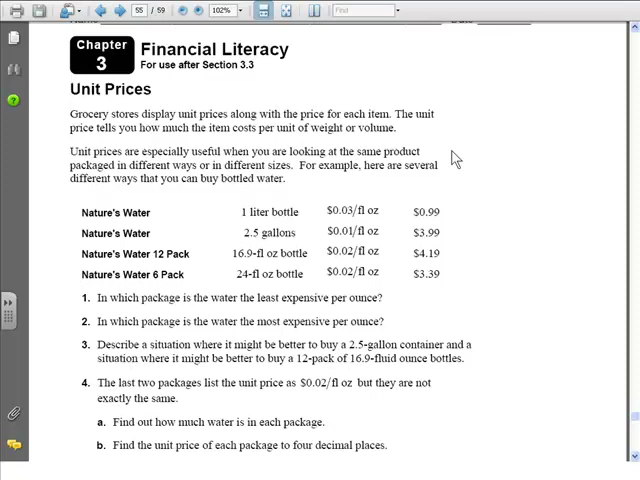 55 / 59
102%
Find
Chapter
3
Financial Literacy
For use after Section 3.3
Unit Prices
Grocery stores display unit prices along with the price for each item. The unit
price tells you how much the item costs per unit of weight or volume.
Unit prices are especially useful when you are looking at the same product
packaged in different ways or in different sizes. For example, here are several
different ways that you can buy bottled water.
Nature's Water 1 liter bottle $0.03/fl oz $0.99
Nature's Water 2.5 gallons $0.01/fl oz $3.99
Nature's Water 12 Pack 16.9-fl oz bottle $0.02/fl oz $4.19
Nature's Water 6 Pack 24-fl oz bottle $0.02/fl oz $3.39
1. In which package is the water the least expensive per ounce?
2. In which package is the water the most expensive per ounce?
3. Describe a situation where it might be better to buy a 2.5-gallon container and a
situation where it might be better to buy a 12-pack of 16.9-fluid ounce bottles.
4. The last two packages list the unit price as $0.02/fl oz but they are not
exactly the same.
a. Find out how much water is in each package.
b. Find the unit price of each package to four decimal places.